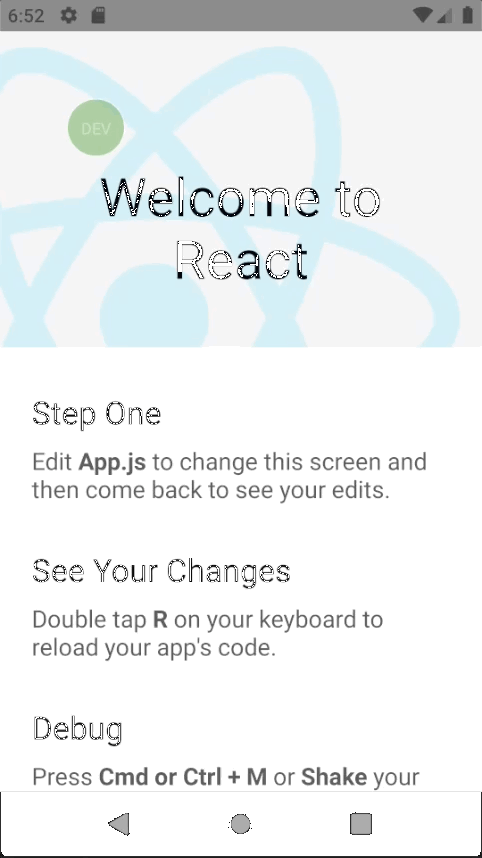 6:52
DEV
Welcome to
React
Step One
Edit App.js to change this screen and
then come back to see your edits.
See Your Changes
Double tap R on your keyboard to
reload your app's code.
Debug
Press Cmd or Ctrl + M or Shake your